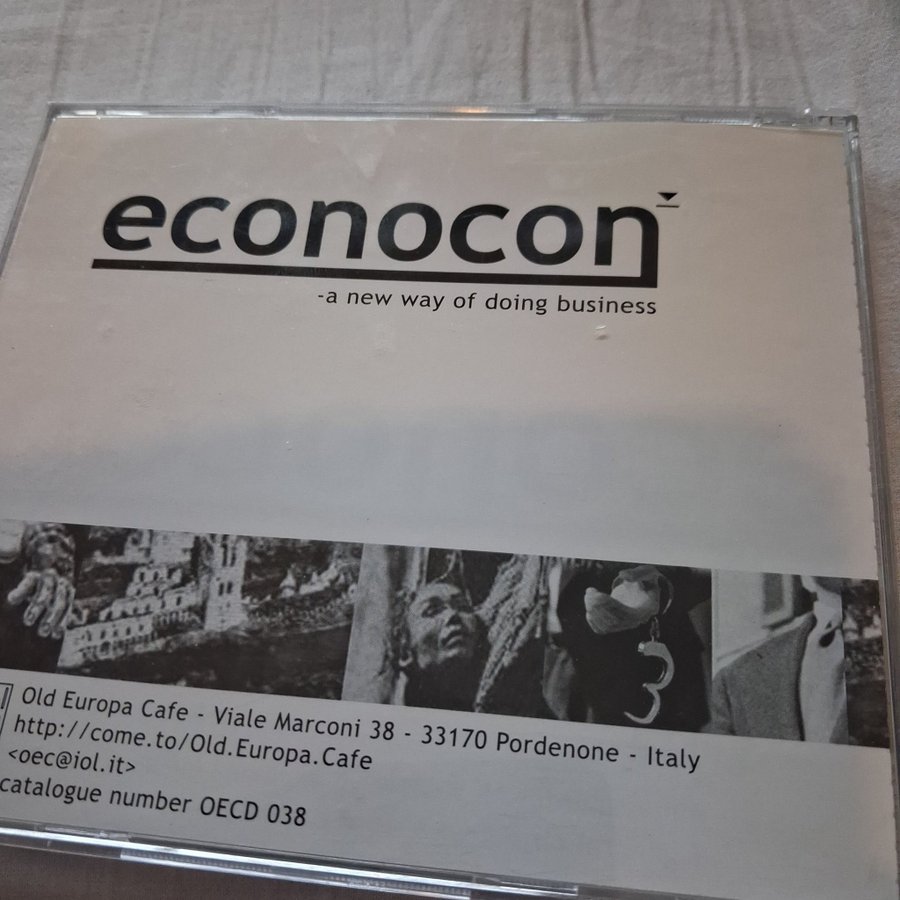 econocon
-a new way of doing business
3
Old Europa Cafe - Viale Marconi 38 - 33170 Pordenone - Italy
http://come.to/Old.Europa.Cafe
<oec@iol.it>
catalogue number OECD 038